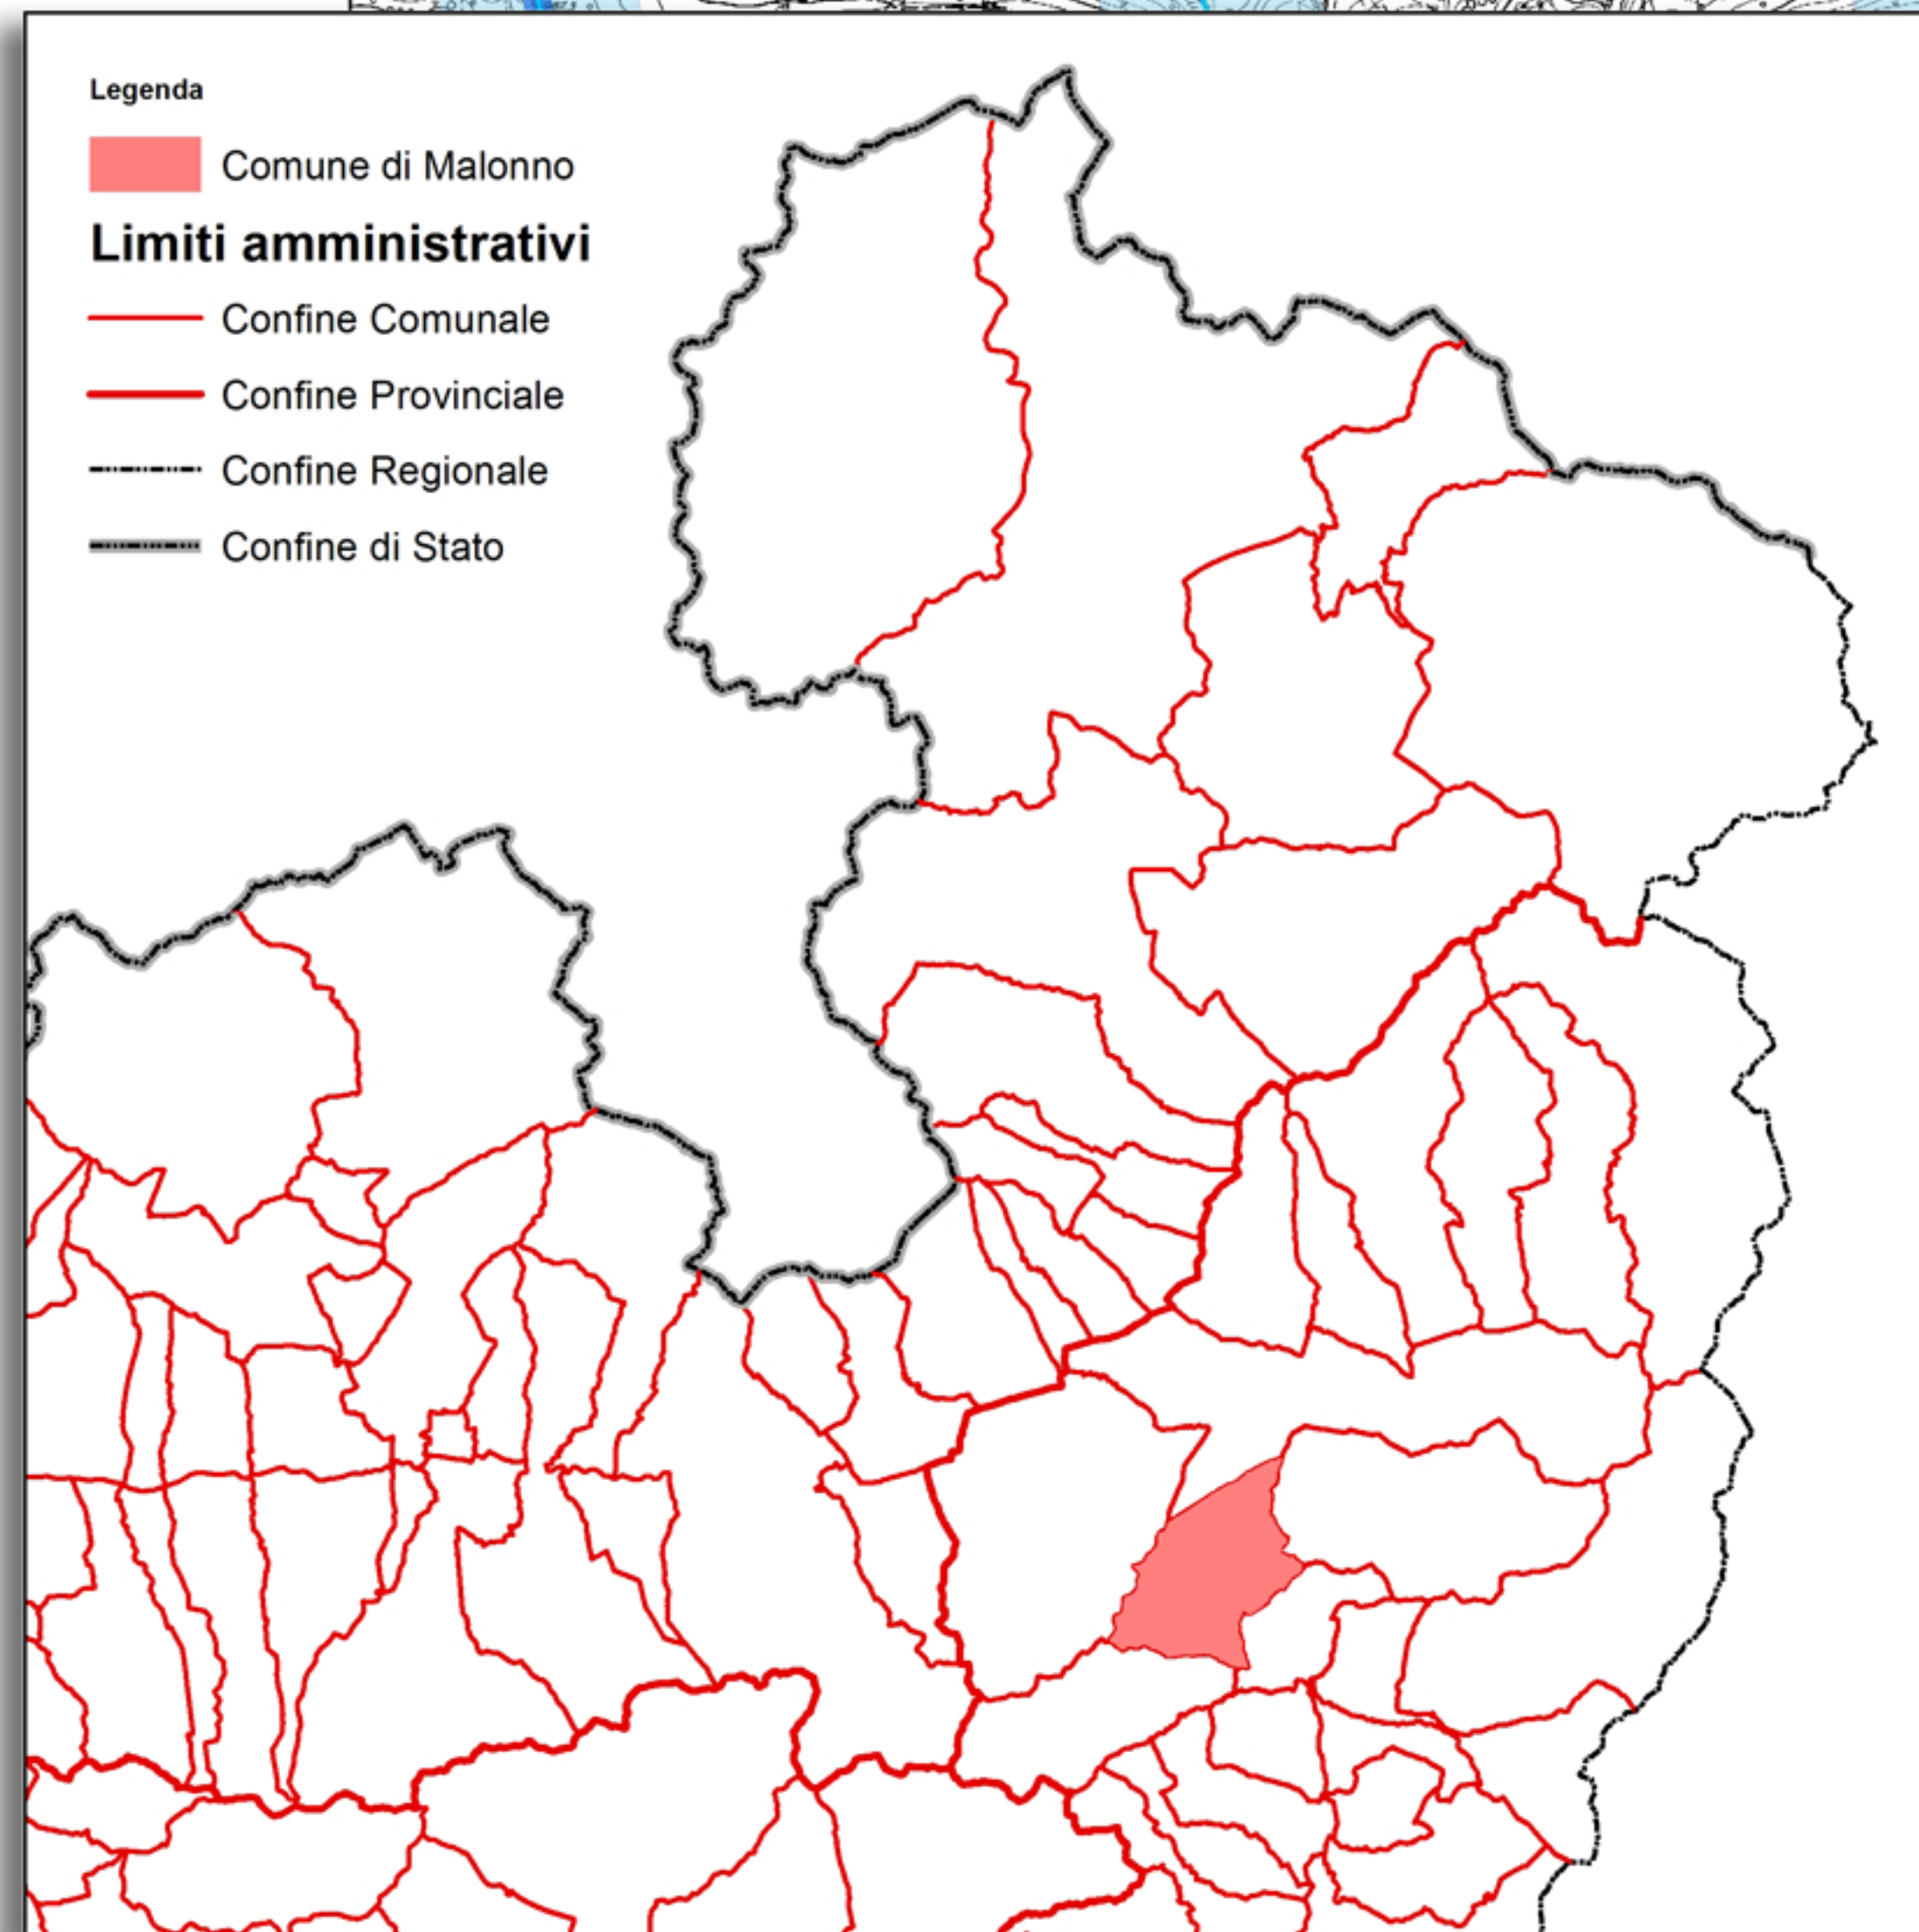 Legenda
Comune di Malonno
Limiti amministrativi
Confine Comunale
Confine Provinciale
Confine Regionale
Confine di Stato